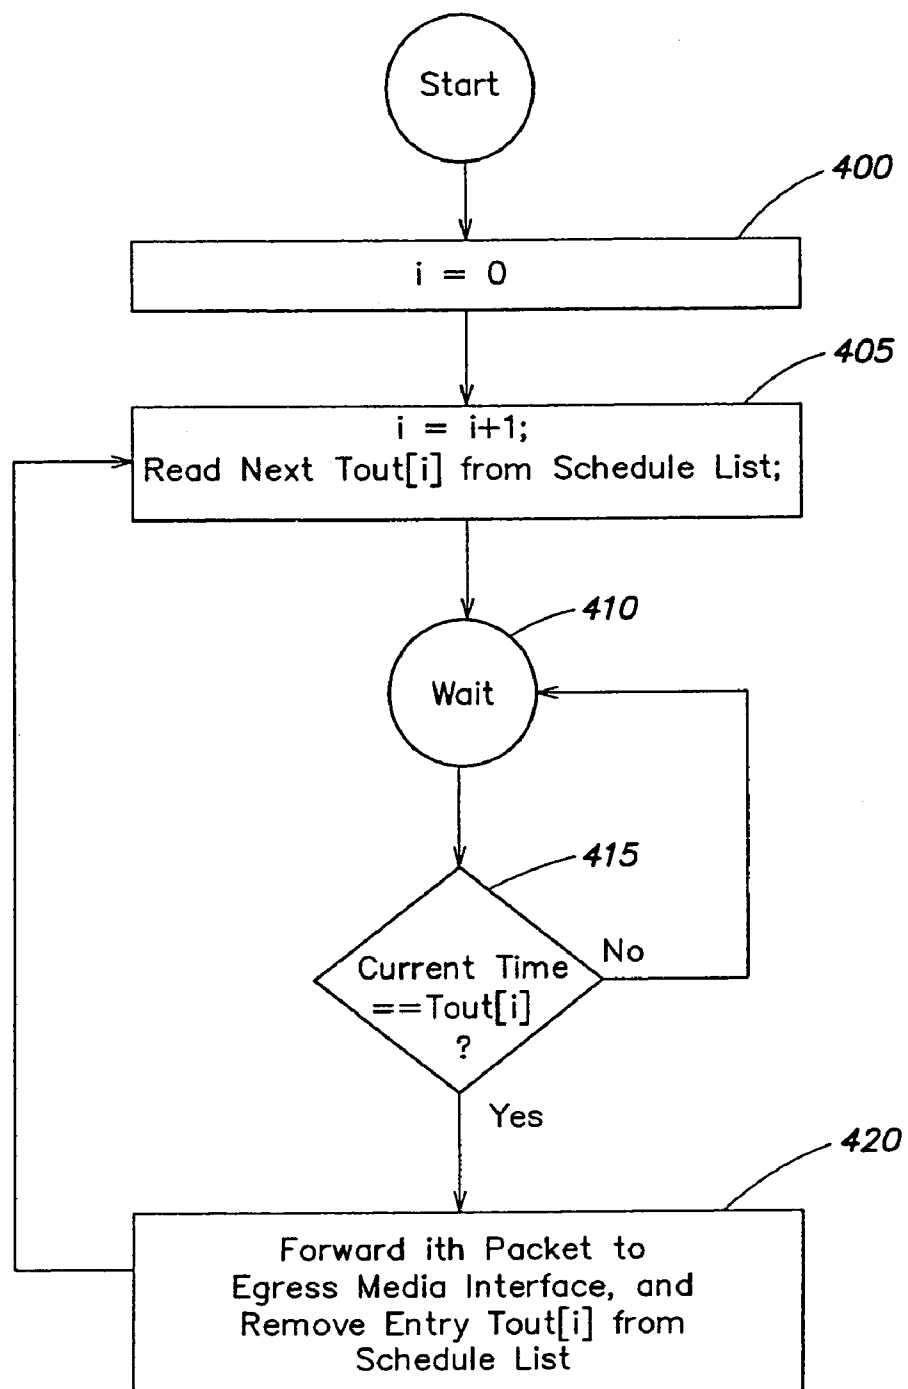 Start
400
i = 0
405
i = i+1;
Read Next Tout[i] from Schedule List;
410
Wait
415
No
Current Time
==Tout[i]
?
Yes
420
Forward ith Packet to
Egress Media Interface, and
Remove Entry Tout[i] from
Schedule List